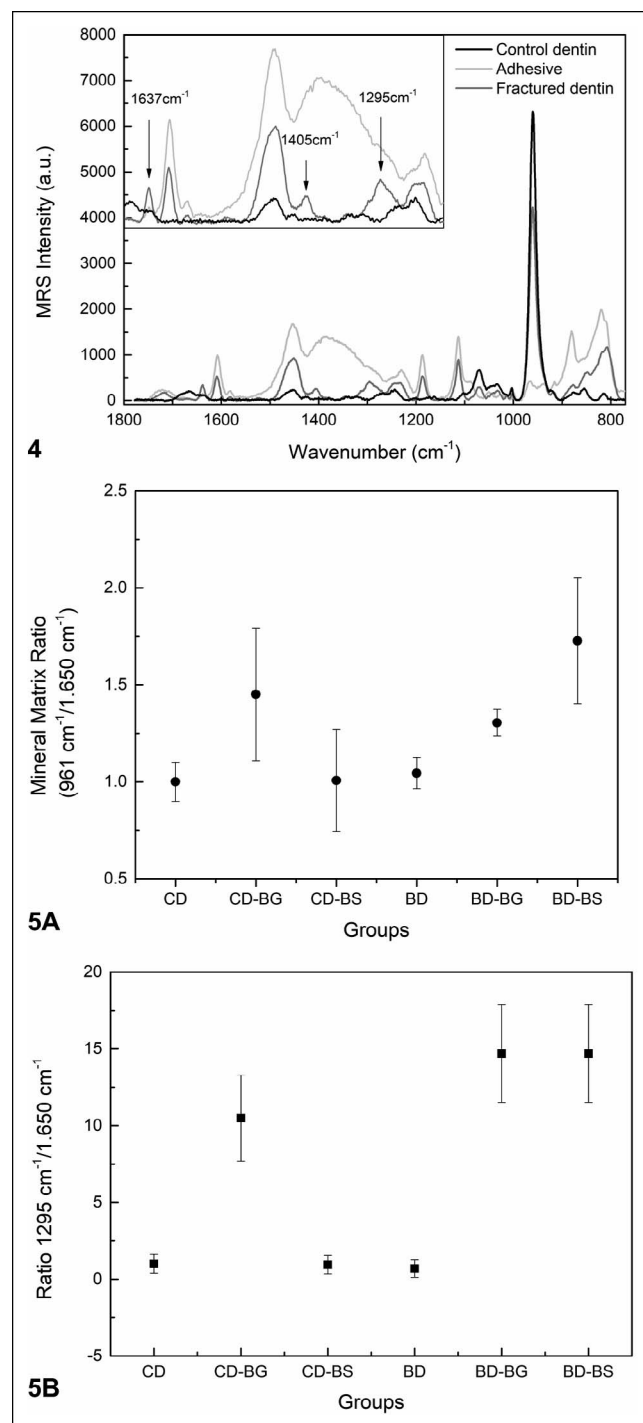 8000
7000
6000
5000
4000
3000
2000
1000
0
MRS Intensity (a.u.)
1637cm-1
1405cm-1
1295cm-1
Control dentin
Adhesive
Fractured dentin
1800
1600
1400
1200
1000
800
Wavenumber (cm-1)
4
2.5
2.0
1.5
1.0
0.5
Mineral Matrix Ratio
(961 cm-1/1.650 cm-1)
CD
CD-BG
CD-BS
BD
BD-BG
BD-BS
Groups
5A
20
15
10
5
0
-5
Ratio 1295 cm-1/1.650 cm-1
CD
CD-BG
CD-BS
BD
BD-BG
BD-BS
Groups
5B